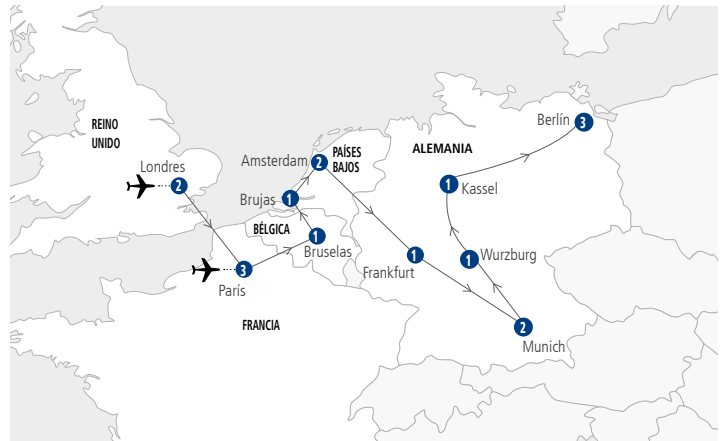 REINO
UNIDO
Londres
2
París
3
FRANCIA
BÉLGICA
Bruselas
1
Brujas
1
Amsterdam
2
PAÍSES
BAJOS
ALEMANIA
Frankfurt
1
Munich
2
Wurzburg
1
Kassel
1
Berlín
3